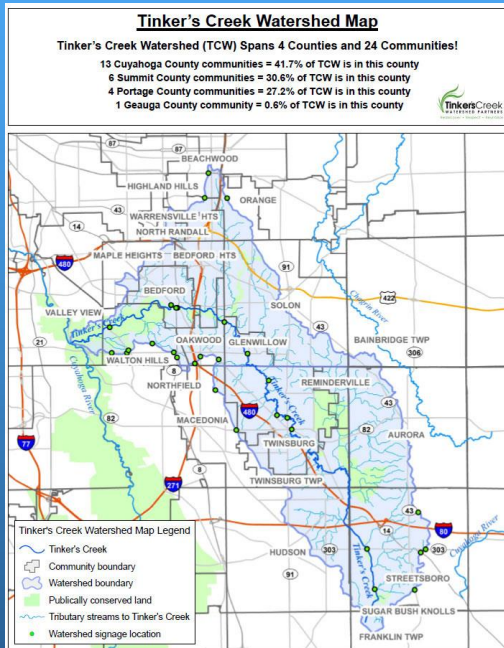 Tinker's Creek Watershed Map
Tinker's Creek Watershed (TCW) Spans 4 Counties and 24 Communities!
13 Cuyahoga County communities = 41.7% of TCW is in this county
6 Summit County communities = 30.6% of TCW is in this county
4 Portage County communities = 27.2% of TCW is in this county
1 Geauga County community = 0.6% of TCW is in this county
Tinker'sCreek
WATERSHED PARTNERS
87
87
BEACHWOOD
HIGHLAND HILLS
43
ORANGE
WARRENSVILLE HTS
14
NORTH RANDALL
MAPLE HEIGHTS
BEDFORD HTS
91
480
422
Chagrin River
BEDFORD
SOLON
VALLEY VIEW
Tinker's Creek
43
21
OAKWOOD
GLENWILLOW
BAINBRIDGE TWP
306
WALTON HILLS
8
Cuyahoga River
NORTHFIELD
Tinker's Creek
REMINDERVILLE
480
43
82
MACEDONIA
82
AURORA
77
TWINSBURG
8
TWINSBURG TWP
271
43
14
80
Cuyahoga River
HUDSON
303
303
91
Tinker's Creek
STREETSBORO
SUGAR BUSH KNOLLS
FRANKLIN TWP
Tinker's Creek Watershed Map Legend
Tinker's Creek
Community boundary
Watershed boundary
Publically conserved land
Tributary streams to Tinker's Creek
Watershed signage location